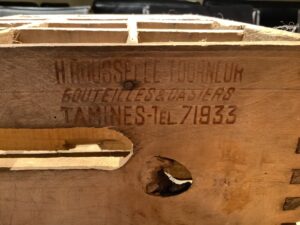 H. ROUSSELLE-TOURNEUR
BOUTEILLES & CASIERS
TAMINES-TEL 71933